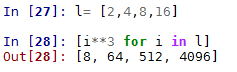 In [27]: l= [2,4,8,16]
In [28]: [i**3 for i in l]
Out[28]: [8, 64, 512, 4096]